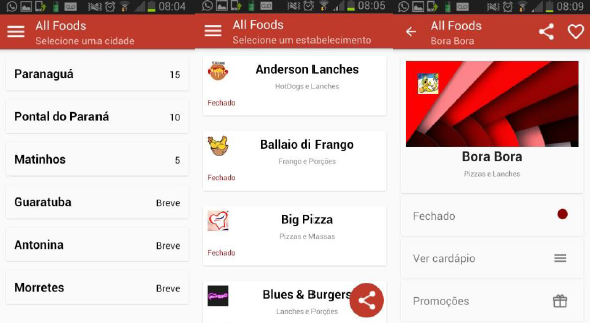 08:04
All Foods
Selecione uma cidade
Paranaguá 15
Pontal do Paraná 10
Matinhos 5
Guaratuba Breve
Antonina Breve
Morretes Breve
08:05
All Foods
Selecione um estabelecimento
Anderson Lanches
HotDogs e Lanches
Fechado
Ballaio di Frango
Frango e Porções
Fechado
Big Pizza
Pizzas e Massas
Fechado
Blues & Burgers
Lanches e Porções
08:09
All Foods
Bora Bora
Bora Bora
Pizzas e Lanches
Fechado
Ver cardápio
Promoções